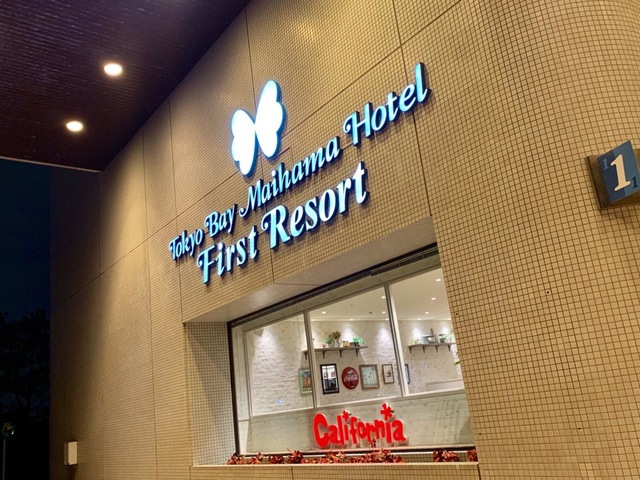 Tokyo Bay Maihama Hotel
First Resort
1
California